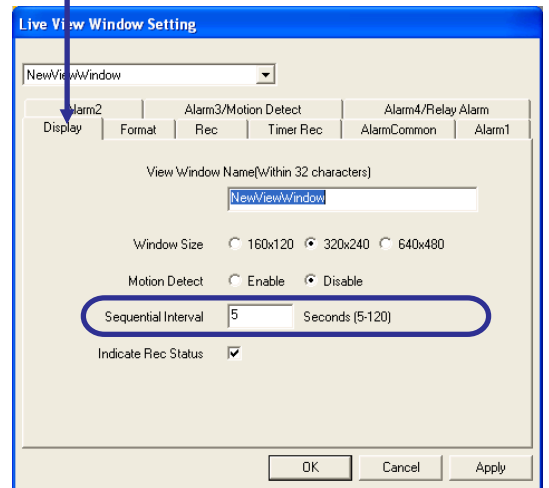 Live View Window Setting
NewViewWindow
Alarm2 Alarm3/Motion Detect Alarm4/Relay Alarm
Display Format Rec Timer Rec AlarmCommon Alarm1
View Window Name(Within 32 characters)
NewViewWindow
Window Size 160x120 320x240 640x480
Motion Detect Enable Disable
Sequential Interval 5 Seconds (5-120)
Indicate Rec Status
OK Cancel Apply